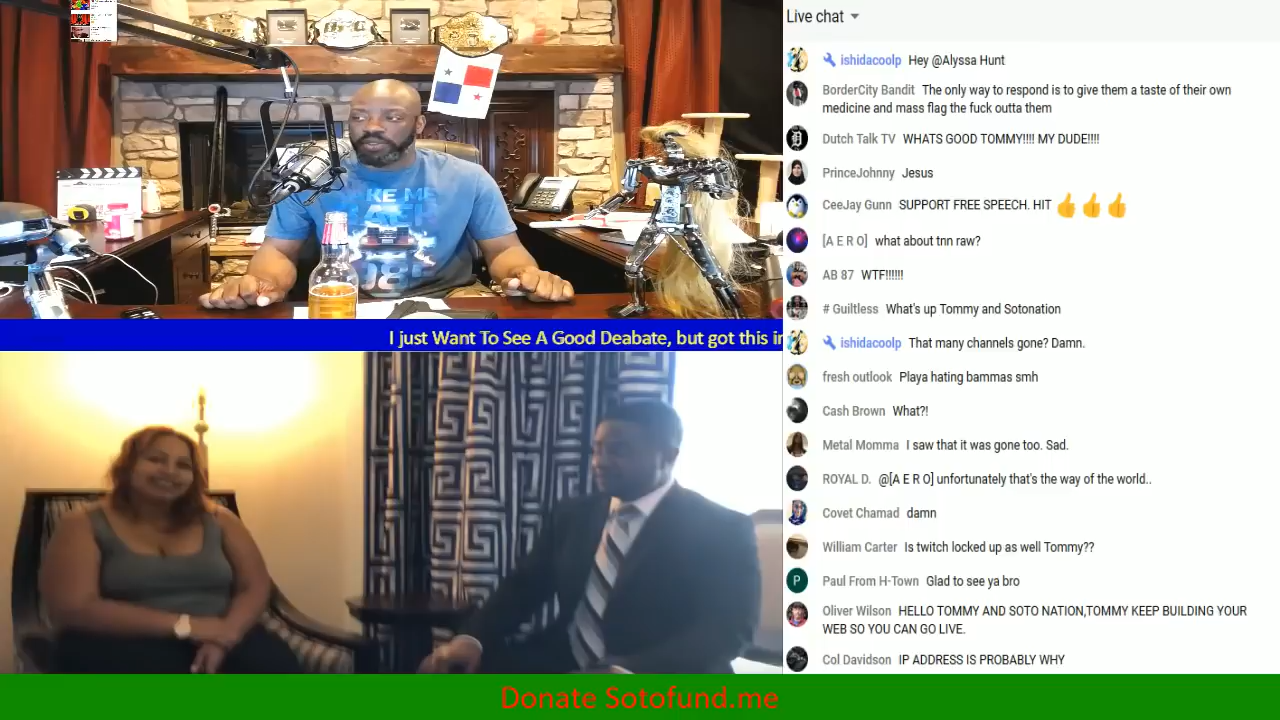 Live chat
ishidacoolp Hey @Alyssa Hunt
BorderCity Bandit The only way to respond is to give them a taste of their own
medicine and mass flag the fuck outta them
Dutch Talk TV WHATS GOOD TOMMY!!!! MY DUDE!!!!
PrinceJohnny Jesus
CeeJay Gunn SUPPORT FREE SPEECH. HIT 👍👍👍
[A E R O] what about tnn raw?
AB 87 WTF!!!!!!
# Guiltless What's up Tommy and Sotonation
ishidacoolp That many channels gone? Damn.
fresh outlook Playa hating bammas smh
Cash Brown What?!
Metal Momma I saw that it was gone too. Sad.
ROYAL D. @[A E R O] unfortunately that's the way of the world..
Covet Chamad damn
William Carter Is twitch locked up as well Tommy??
P
Paul From H-Town Glad to see ya bro
Oliver Wilson HELLO TOMMY AND SOTO NATION,TOMMY KEEP BUILDING YOUR
WEB SO YOU CAN GO LIVE.
Col Davidson IP ADDRESS IS PROBABLY WHY
I just Want To See A Good Deabate, but got this in
Donate Sotofund.me